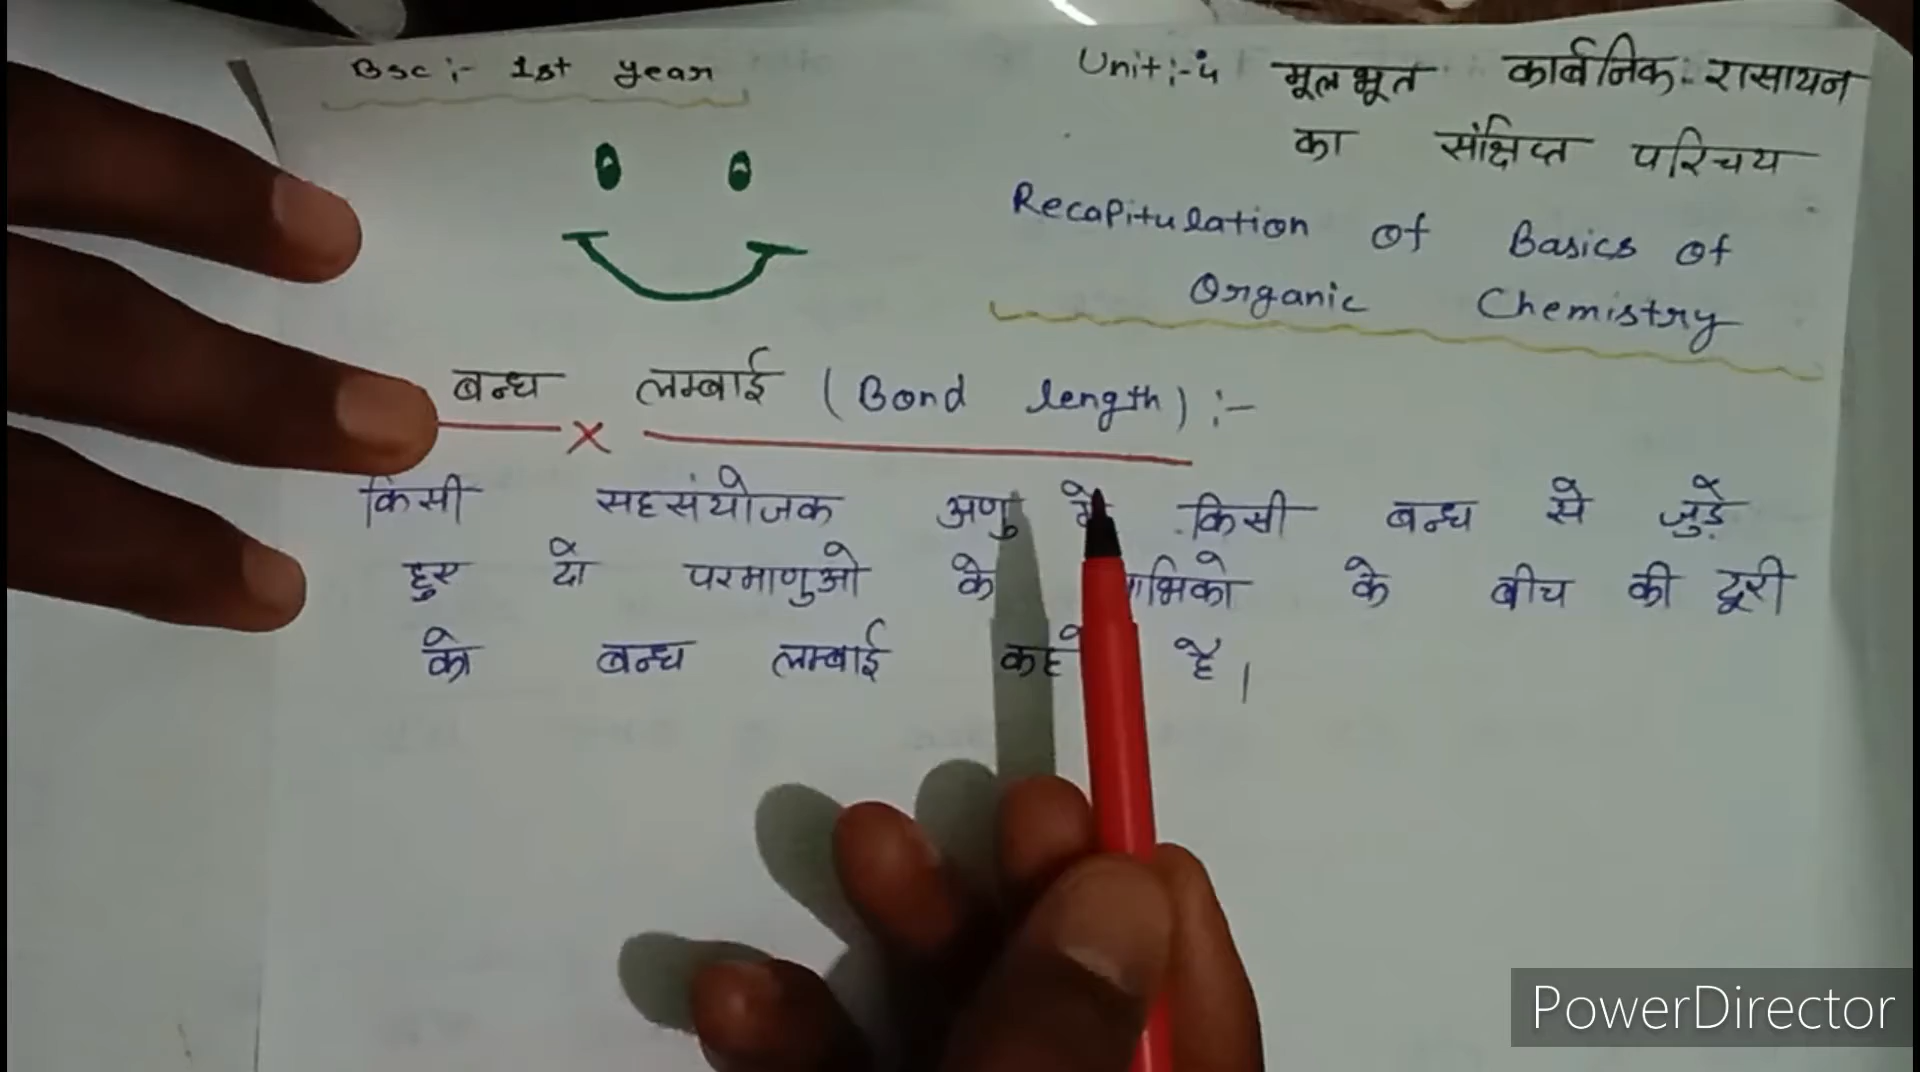 Bsc :- 1st year
Unit :- 5 मूलभूत कार्बनिक रासायन
का संक्षिप्त परिचय
Recapitulation of Basics of
Organic Chemistry
बन्ध लम्बाई (Bond length) :-
किसी सहसंयोजक अणु किसी बन्ध से जुड़े
हुए दो परमाणुओ के बीच की दूरी
को बन्ध लम्बाई है।
PowerDirector